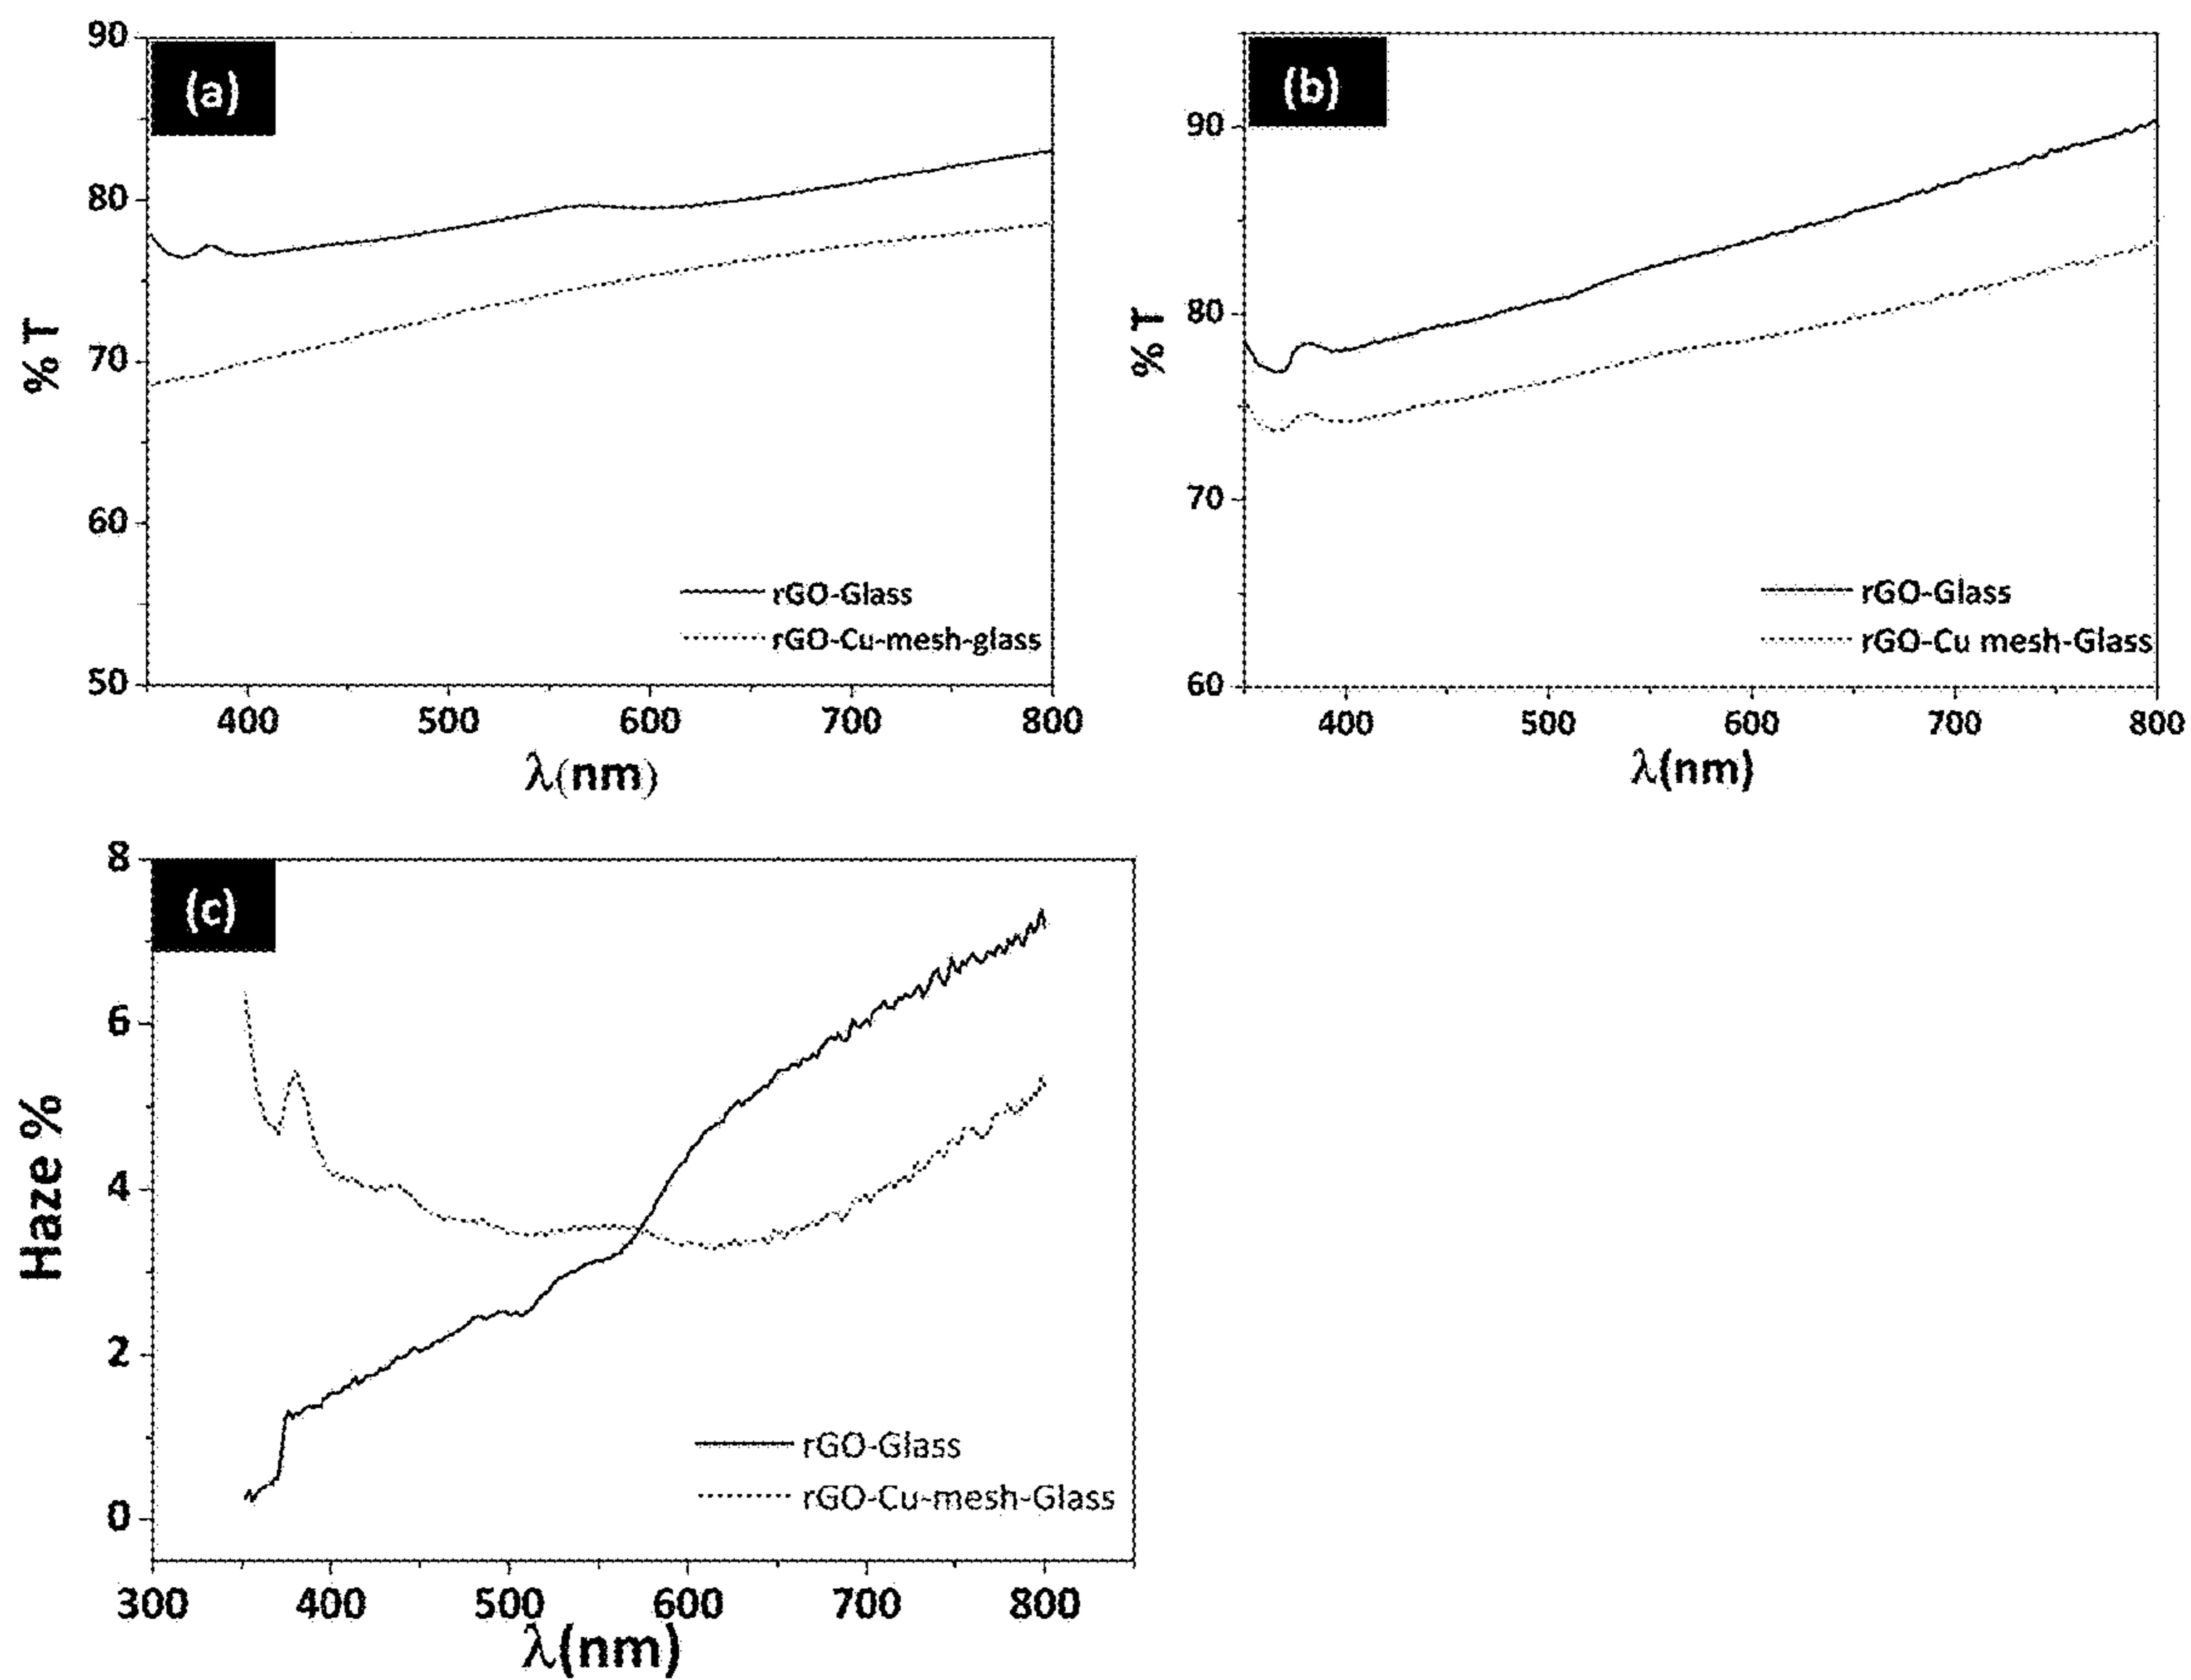 (a)
90
80
70
60
50
% T
rGO-Glass
rGO-Cu-mesh-glass
400 500 600 700 800
λ(nm)
(b)
90
80
70
60
% T
rGO-Glass
rGO-Cu mesh-Glass
400 500 600 700 800
λ(nm)
(c)
8
6
4
2
0
Haze %
rGO-Glass
rGO-Cu-mesh-Glass
300 400 500 600 700 800
λ(nm)